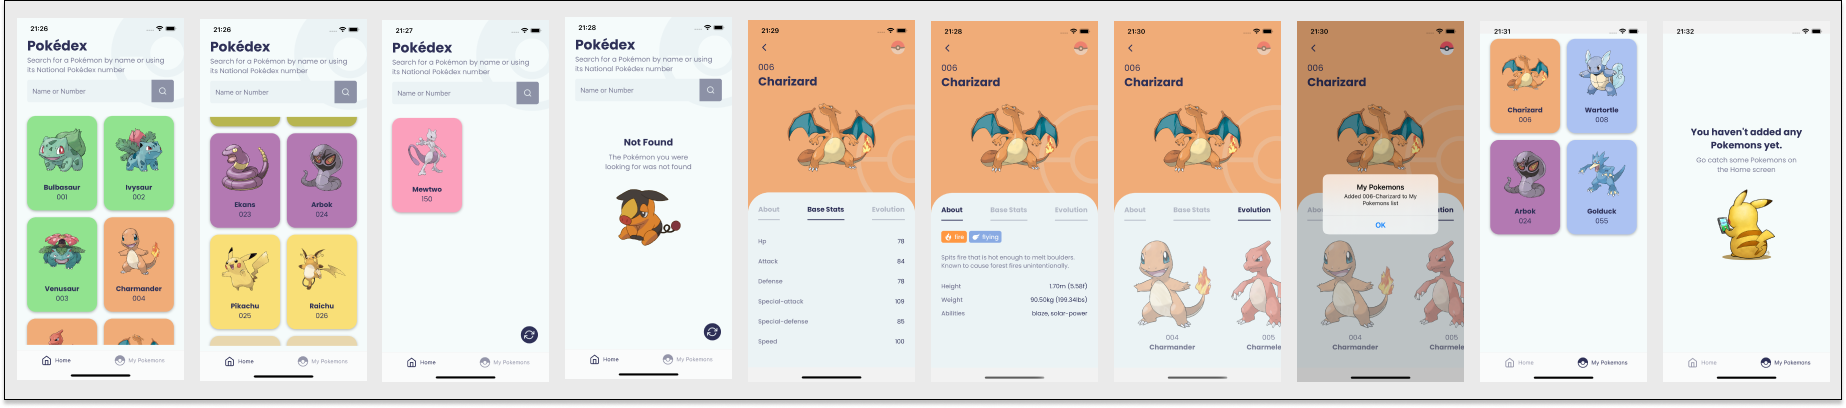 21:26
Pokédex
Search for a Pokémon by name or using
its National Pokédex number
Name or Number
Bulbasaur
001
Ivysaur
002
Venusaur
003
Charmander
004
Home
My Pokemons
21:26
Pokédex
Search for a Pokémon by name or using
its National Pokédex number
Name or Number
Ekans
023
Arbok
024
Pikachu
025
Raichu
026
Home
My Pokemons
21:27
Pokédex
Search for a Pokémon by name or using
its National Pokédex number
Name or Number
Mewtwo
150
Home
My Pokemons
21:28
Pokédex
Search for a Pokémon by name or using
its National Pokédex number
Name or Number
Not Found
The Pokémon you were
looking for was not found
Home
My Pokemons
21:29
006
Charizard
About
Base Stats
Evolution
Hp 78
Attack 84
Defense 78
Special-attack 109
Special-defense 85
Speed 100
21:28
006
Charizard
About
Base Stats
Evolution
fire
flying
Spits fire that is hot enough to melt boulders.
Known to cause forest fires unintentionally.
Height 1.70m (5.58f)
Weight 90.50kg (199.34lbs)
Abilities blaze, solar-power
21:30
006
Charizard
About
Base Stats
Evolution
004
Charmander
005
Charmele
21:30
006
Charizard
About
My Pokemons
Added 006-Charizard to My
Pokemons list
OK
lution
004
Charmander
005
Charmele
21:31
Charizard
006
Wartortle
008
Arbok
024
Golduck
055
Home
My Pokemons
21:32
You haven't added any
Pokemons yet.
Go catch some Pokemons on
the Home screen
Home
My Pokemons